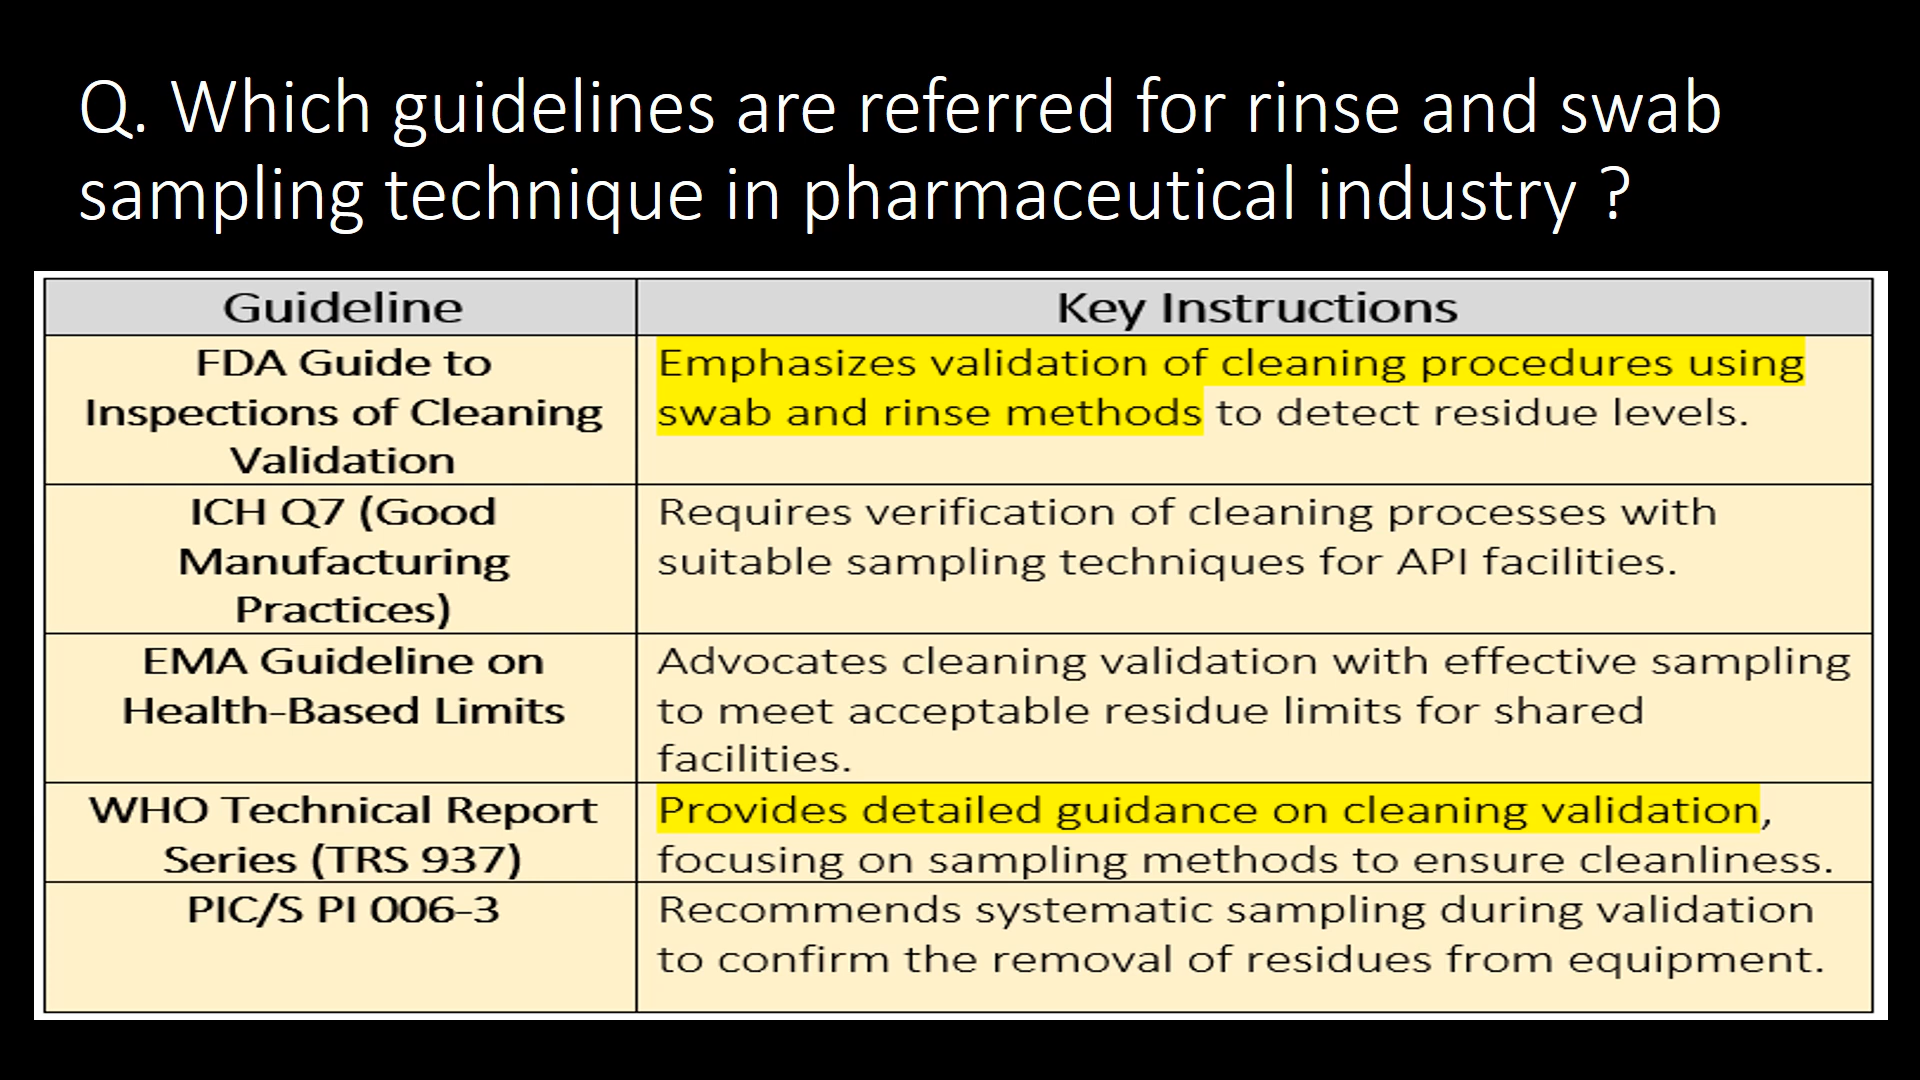 Q. Which guidelines are referred for rinse and swab
sampling technique in pharmaceutical industry ?
Guideline
Key Instructions
FDA Guide to
Inspections of Cleaning
Validation
Emphasizes validation of cleaning procedures using
swab and rinse methods to detect residue levels.
ICH Q7 (Good
Manufacturing
Practices)
Requires verification of cleaning processes with
suitable sampling techniques for API facilities.
EMA Guideline on
Health-Based Limits
Advocates cleaning validation with effective sampling
to meet acceptable residue limits for shared
facilities.
WHO Technical Report
Series (TRS 937)
Provides detailed guidance on cleaning validation,
focusing on sampling methods to ensure cleanliness.
PIC/S PI 006-3
Recommends systematic sampling during validation
to confirm the removal of residues from equipment.